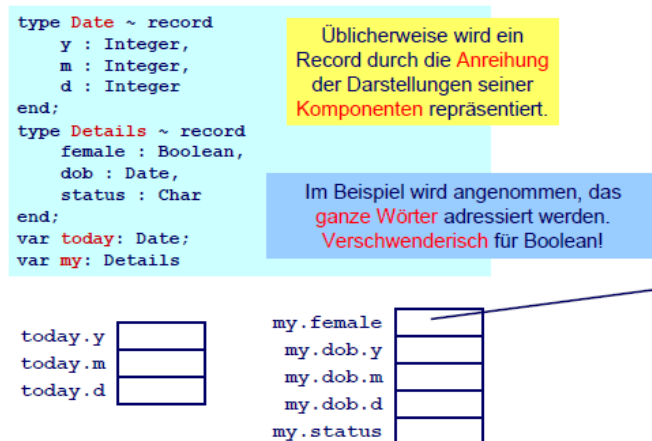 type Date ~ record
y : Integer,
m : Integer,
d : Integer
end;
type Details ~ record
female : Boolean,
dob : Date,
status : Char
end;
var today: Date;
var my: Details
Üblicherweise wird ein
Record durch die Anreihung
der Darstellungen seiner
Komponenten repräsentiert.
Im Beispiel wird angenommen, das
ganze Wörter adressiert werden.
Verschwenderisch für Boolean!
today.y
today.m
today.d
my.female
my.dob.y
my.dob.m
my.dob.d
my.status